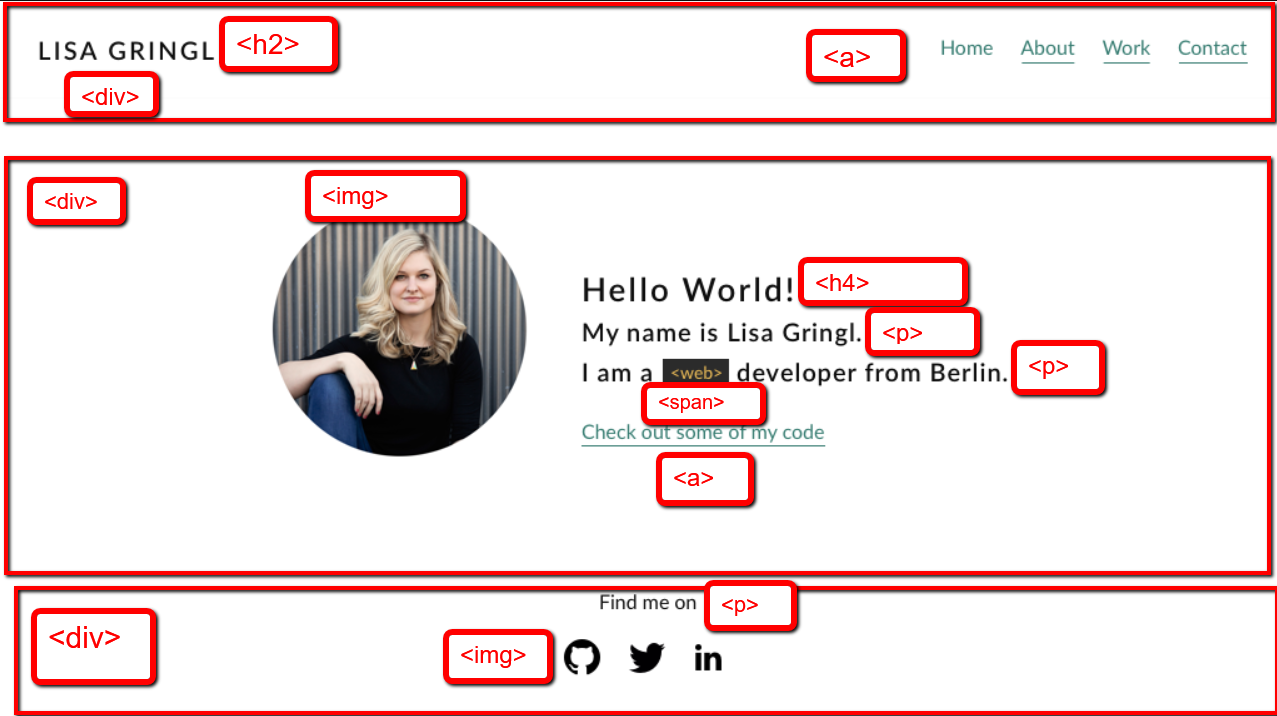 LISA GRINGL <h2> <a> Home About Work Contact
<div>
<div> <img>
Hello World! <h4>
My name is Lisa Gringl. <p>
I am a <web> developer from Berlin. <p>
<span>
Check out some of my code
<a>
Find me on <p>
<div>
<img> in